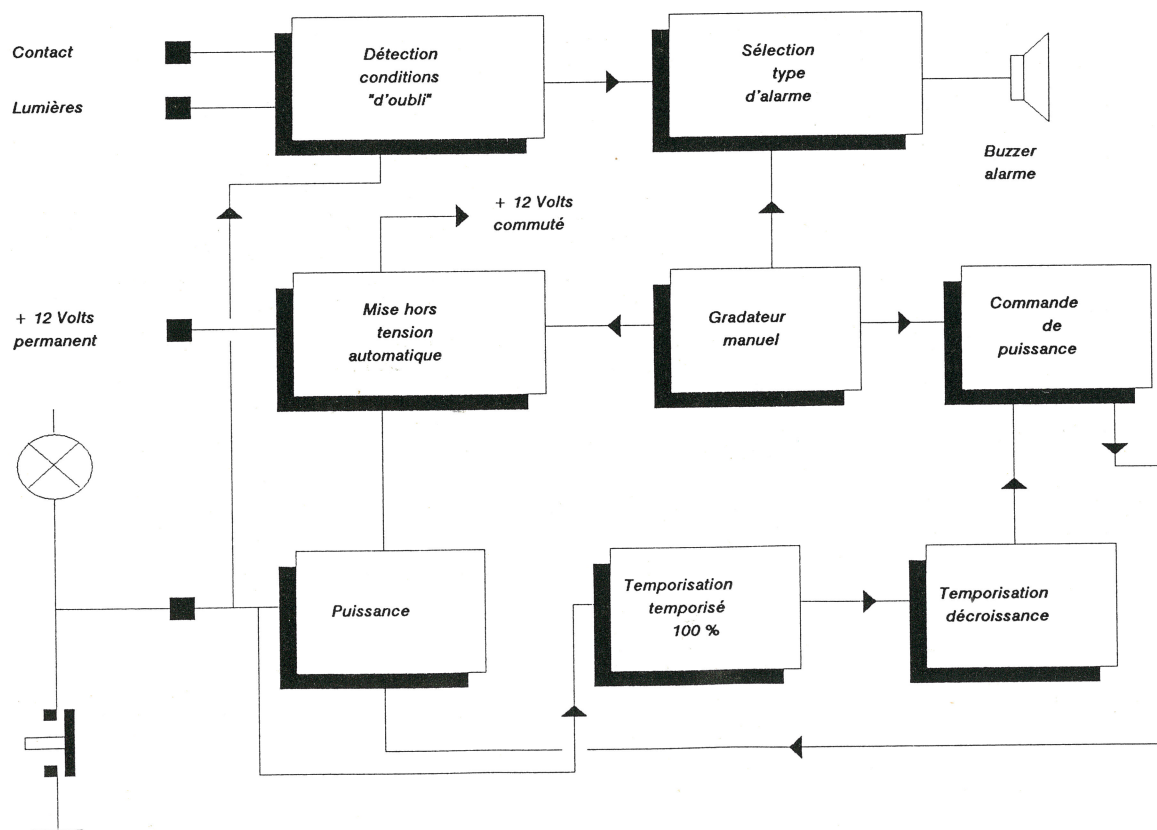 Contact
Lumières
Détection
conditions
"d'oubli"
Sélection
type
d'alarme
Buzzer
alarme
+ 12 Volts
commuté
+ 12 Volts
permanent
Mise hors
tension
automatique
Gradateur
manuel
Commande
de
puissance
Puissance
Temporisation
temporisé
100 %
Temporisation
décroissance